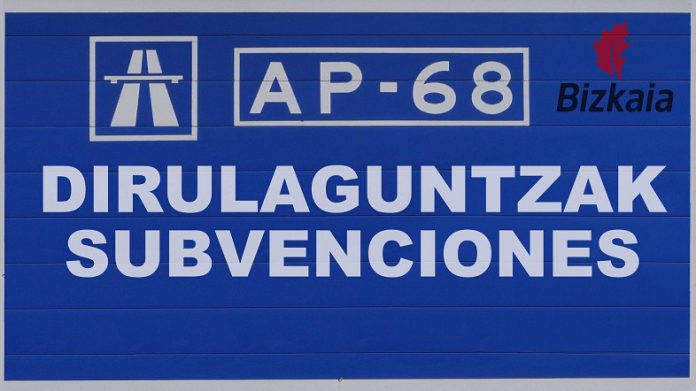 AP-68
Bizkaia
DIRULAGUNTZAK
SUBVENCIONES